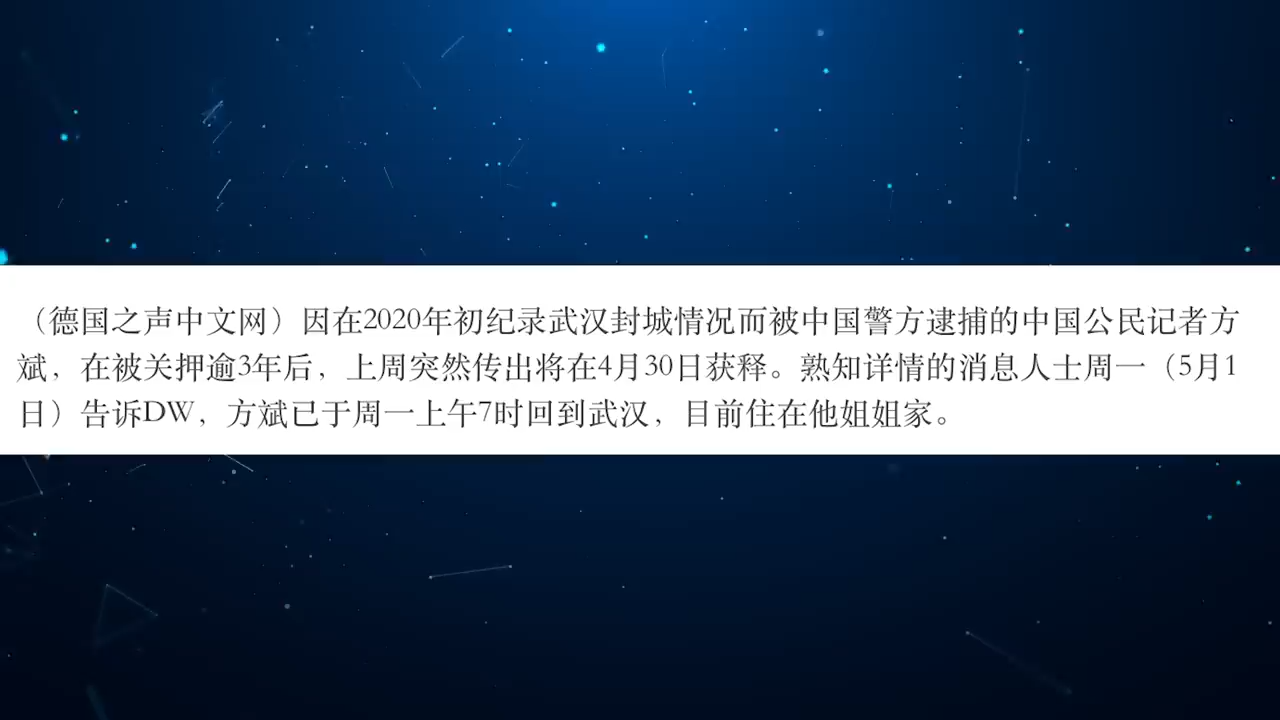 （德国之声中文网）因在2020年初纪录武汉封城情况而被中国警方逮捕的中国公民记者方
斌，在被关押逾3年后，上周突然传出将在4月30日获释。熟知详情的消息人士周一（5月1
日）告诉DW，方斌已于周一上午7时回到武汉，目前住在他姐姐家。